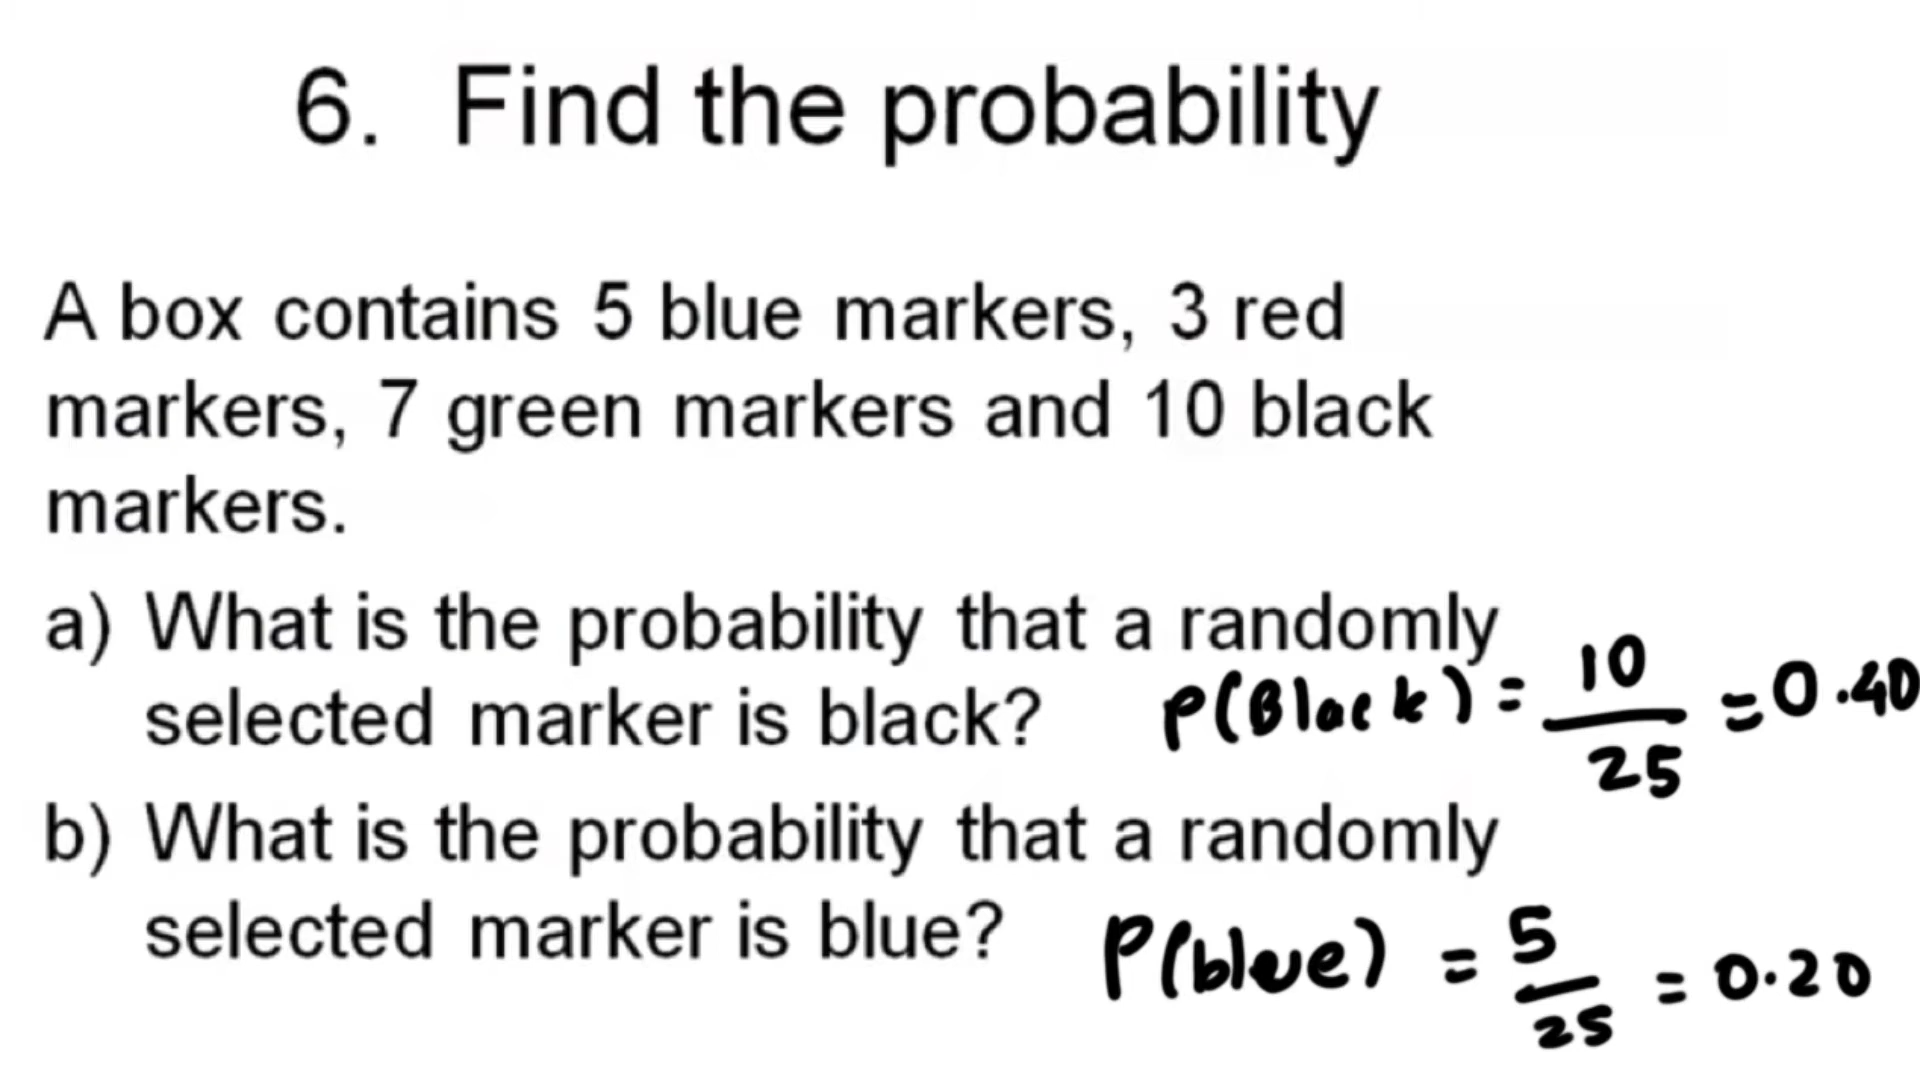 6. Find the probability
A box contains 5 blue markers, 3 red
markers, 7 green markers and 10 black
markers.
a) What is the probability that a randomly
selected marker is black?
P(Black) = 10/25 = 0.40
b) What is the probability that a randomly
selected marker is blue?
P(blue) = 5/25 = 0.20